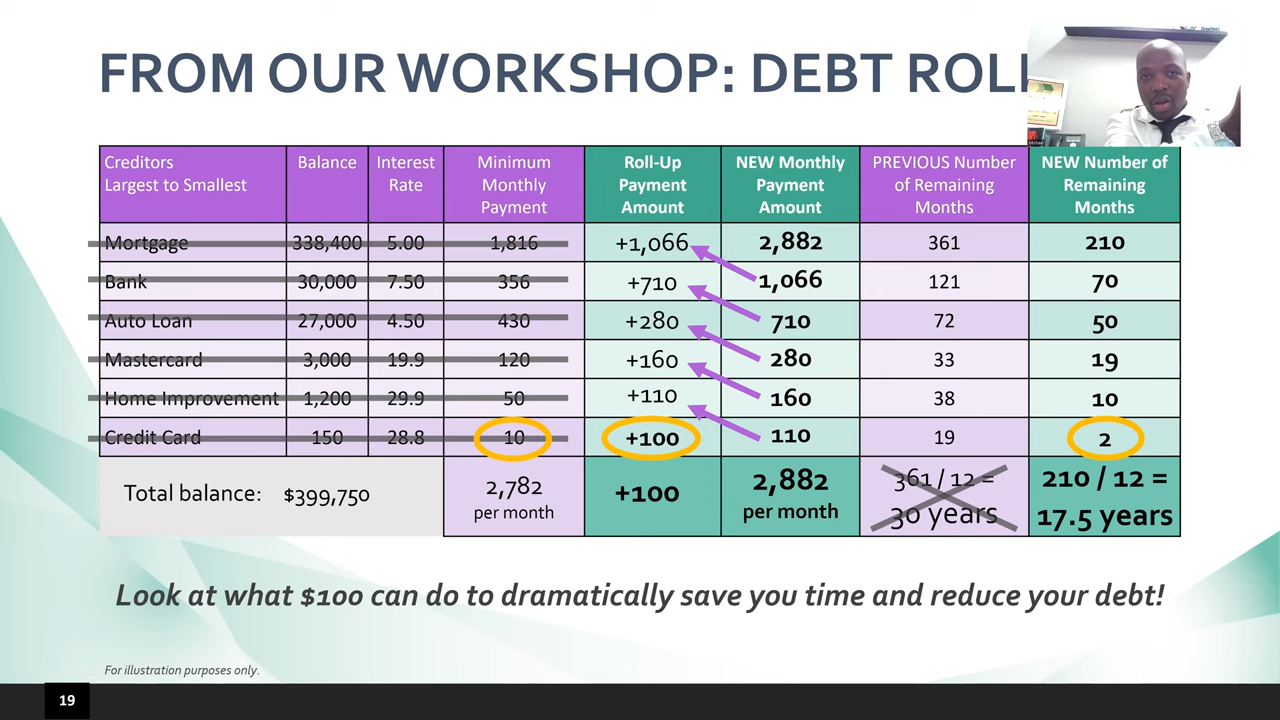 FROM OUR WORKSHOP: DEBT ROLL
Creditors
Largest to Smallest
Balance
Interest
Rate
Minimum
Monthly
Payment
Roll-Up
Payment
Amount
NEW Monthly
Payment
Amount
PREVIOUS Number
of Remaining
Months
NEW Number of
Remaining
Months
Mortgage 338,400 5.00 1,816 +1,066 2,882 361 210
Bank 30,000 7.50 356 +710 1,066 121 70
Auto Loan 27,000 4.50 430 +280 710 72 50
Mastercard 3,000 19.9 120 +160 280 33 19
Home Improvement 1,200 29.9 50 +110 160 38 10
Credit Card 150 28.8 10 +100 110 19 2
Total balance: $399,750
2,782
per month
+100
2,882
per month
361 / 12 =
30 years
210 / 12 =
17.5 years
Look at what $100 can do to dramatically save you time and reduce your debt!
For illustration purposes only.
19